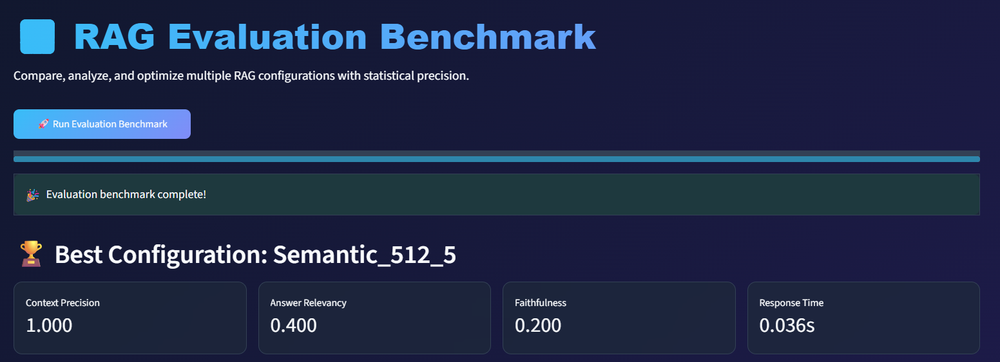 RAG Evaluation Benchmark
Compare, analyze, and optimize multiple RAG configurations with statistical precision.
🚀 Run Evaluation Benchmark
🎉 Evaluation benchmark complete!
🏆 Best Configuration: Semantic_512_5
Context Precision
1.000
Answer Relevancy
0.400
Faithfulness
0.200
Response Time
0.036s